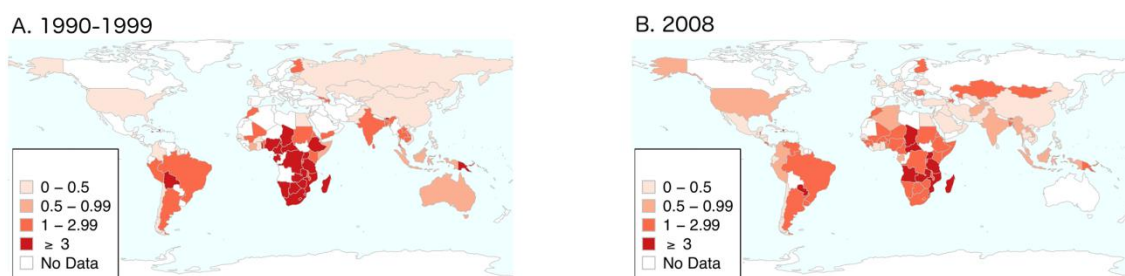 A. 1990-1999
0 – 0.5
0.5 – 0.99
1 – 2.99
≥ 3
No Data
B. 2008
0 – 0.5
0.5 – 0.99
1 – 2.99
≥ 3
No Data